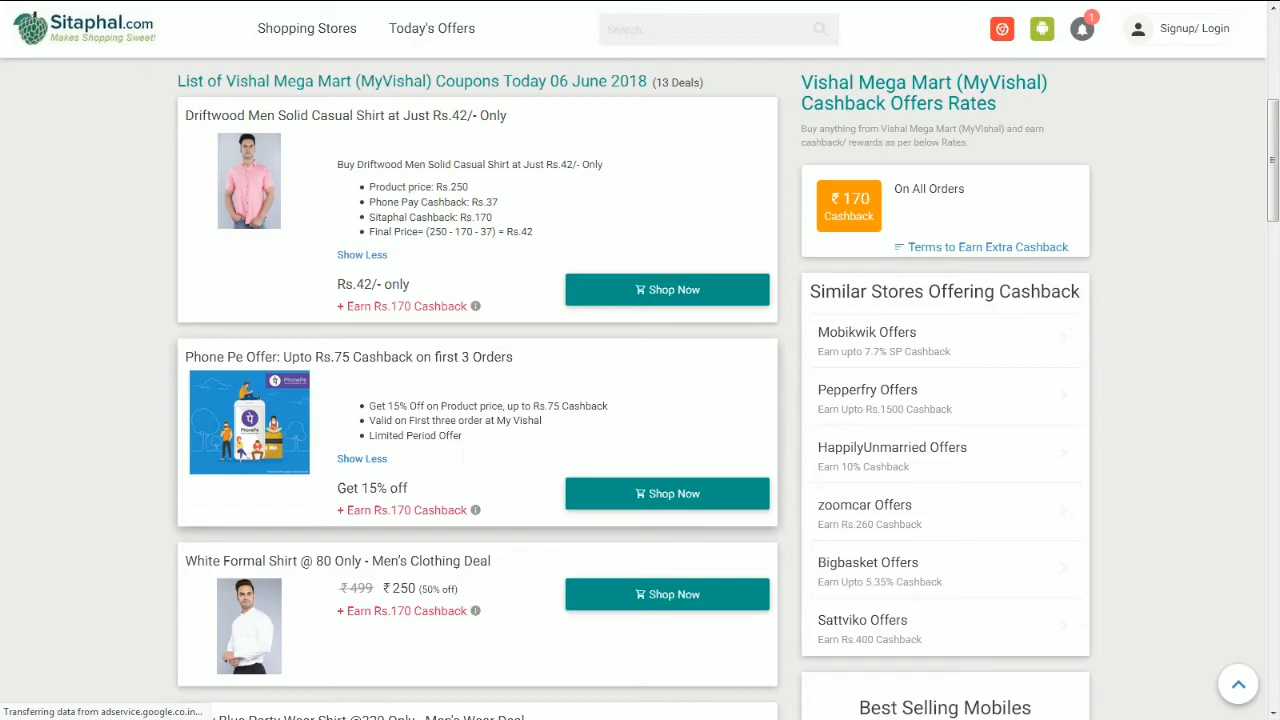 Sitaphal.com
Makes Shopping Sweet!
Shopping Stores
Today's Offers
Search...
1
Signup/ Login
List of Vishal Mega Mart (MyVishal) Coupons Today 06 June 2018 (13 Deals)
Driftwood Men Solid Casual Shirt at Just Rs.42/- Only
Buy Driftwood Men Solid Casual Shirt at Just Rs.42/- Only
Product price: Rs.250
Phone Pay Cashback: Rs.37
Sitaphal Cashback: Rs.170
Final Price= (250 - 170 - 37) = Rs.42
Show Less
Rs.42/- only
+ Earn Rs.170 Cashback
Shop Now
Phone Pe Offer: Upto Rs.75 Cashback on first 3 Orders
PhonePe
PhonePe
Get 15% Off on Product price, up to Rs.75 Cashback
Valid on First three order at My Vishal
Limited Period Offer
Show Less
Get 15% off
+ Earn Rs.170 Cashback
Shop Now
White Formal Shirt @ 80 Only - Men's Clothing Deal
₹ 499 ₹ 250 (50% off)
+ Earn Rs.170 Cashback
Shop Now
Blue Party Wear Shirt @220 Only - Men's Wear Deal
Vishal Mega Mart (MyVishal)
Cashback Offers Rates
Buy anything from Vishal Mega Mart (MyVishal) and earn
cashback/ rewards as per below Rates.
₹ 170
Cashback
On All Orders
Terms to Earn Extra Cashback
Similar Stores Offering Cashback
Mobikwik Offers
Earn upto 7.7% SP Cashback
Pepperfry Offers
Earn Upto Rs.1500 Cashback
HappilyUnmarried Offers
Earn 10% Cashback
zoomcar Offers
Earn Rs.260 Cashback
Bigbasket Offers
Earn Upto 5.35% Cashback
Sattviko Offers
Earn Rs.400 Cashback
Best Selling Mobiles
Transferring data from adservice.google.co.in...